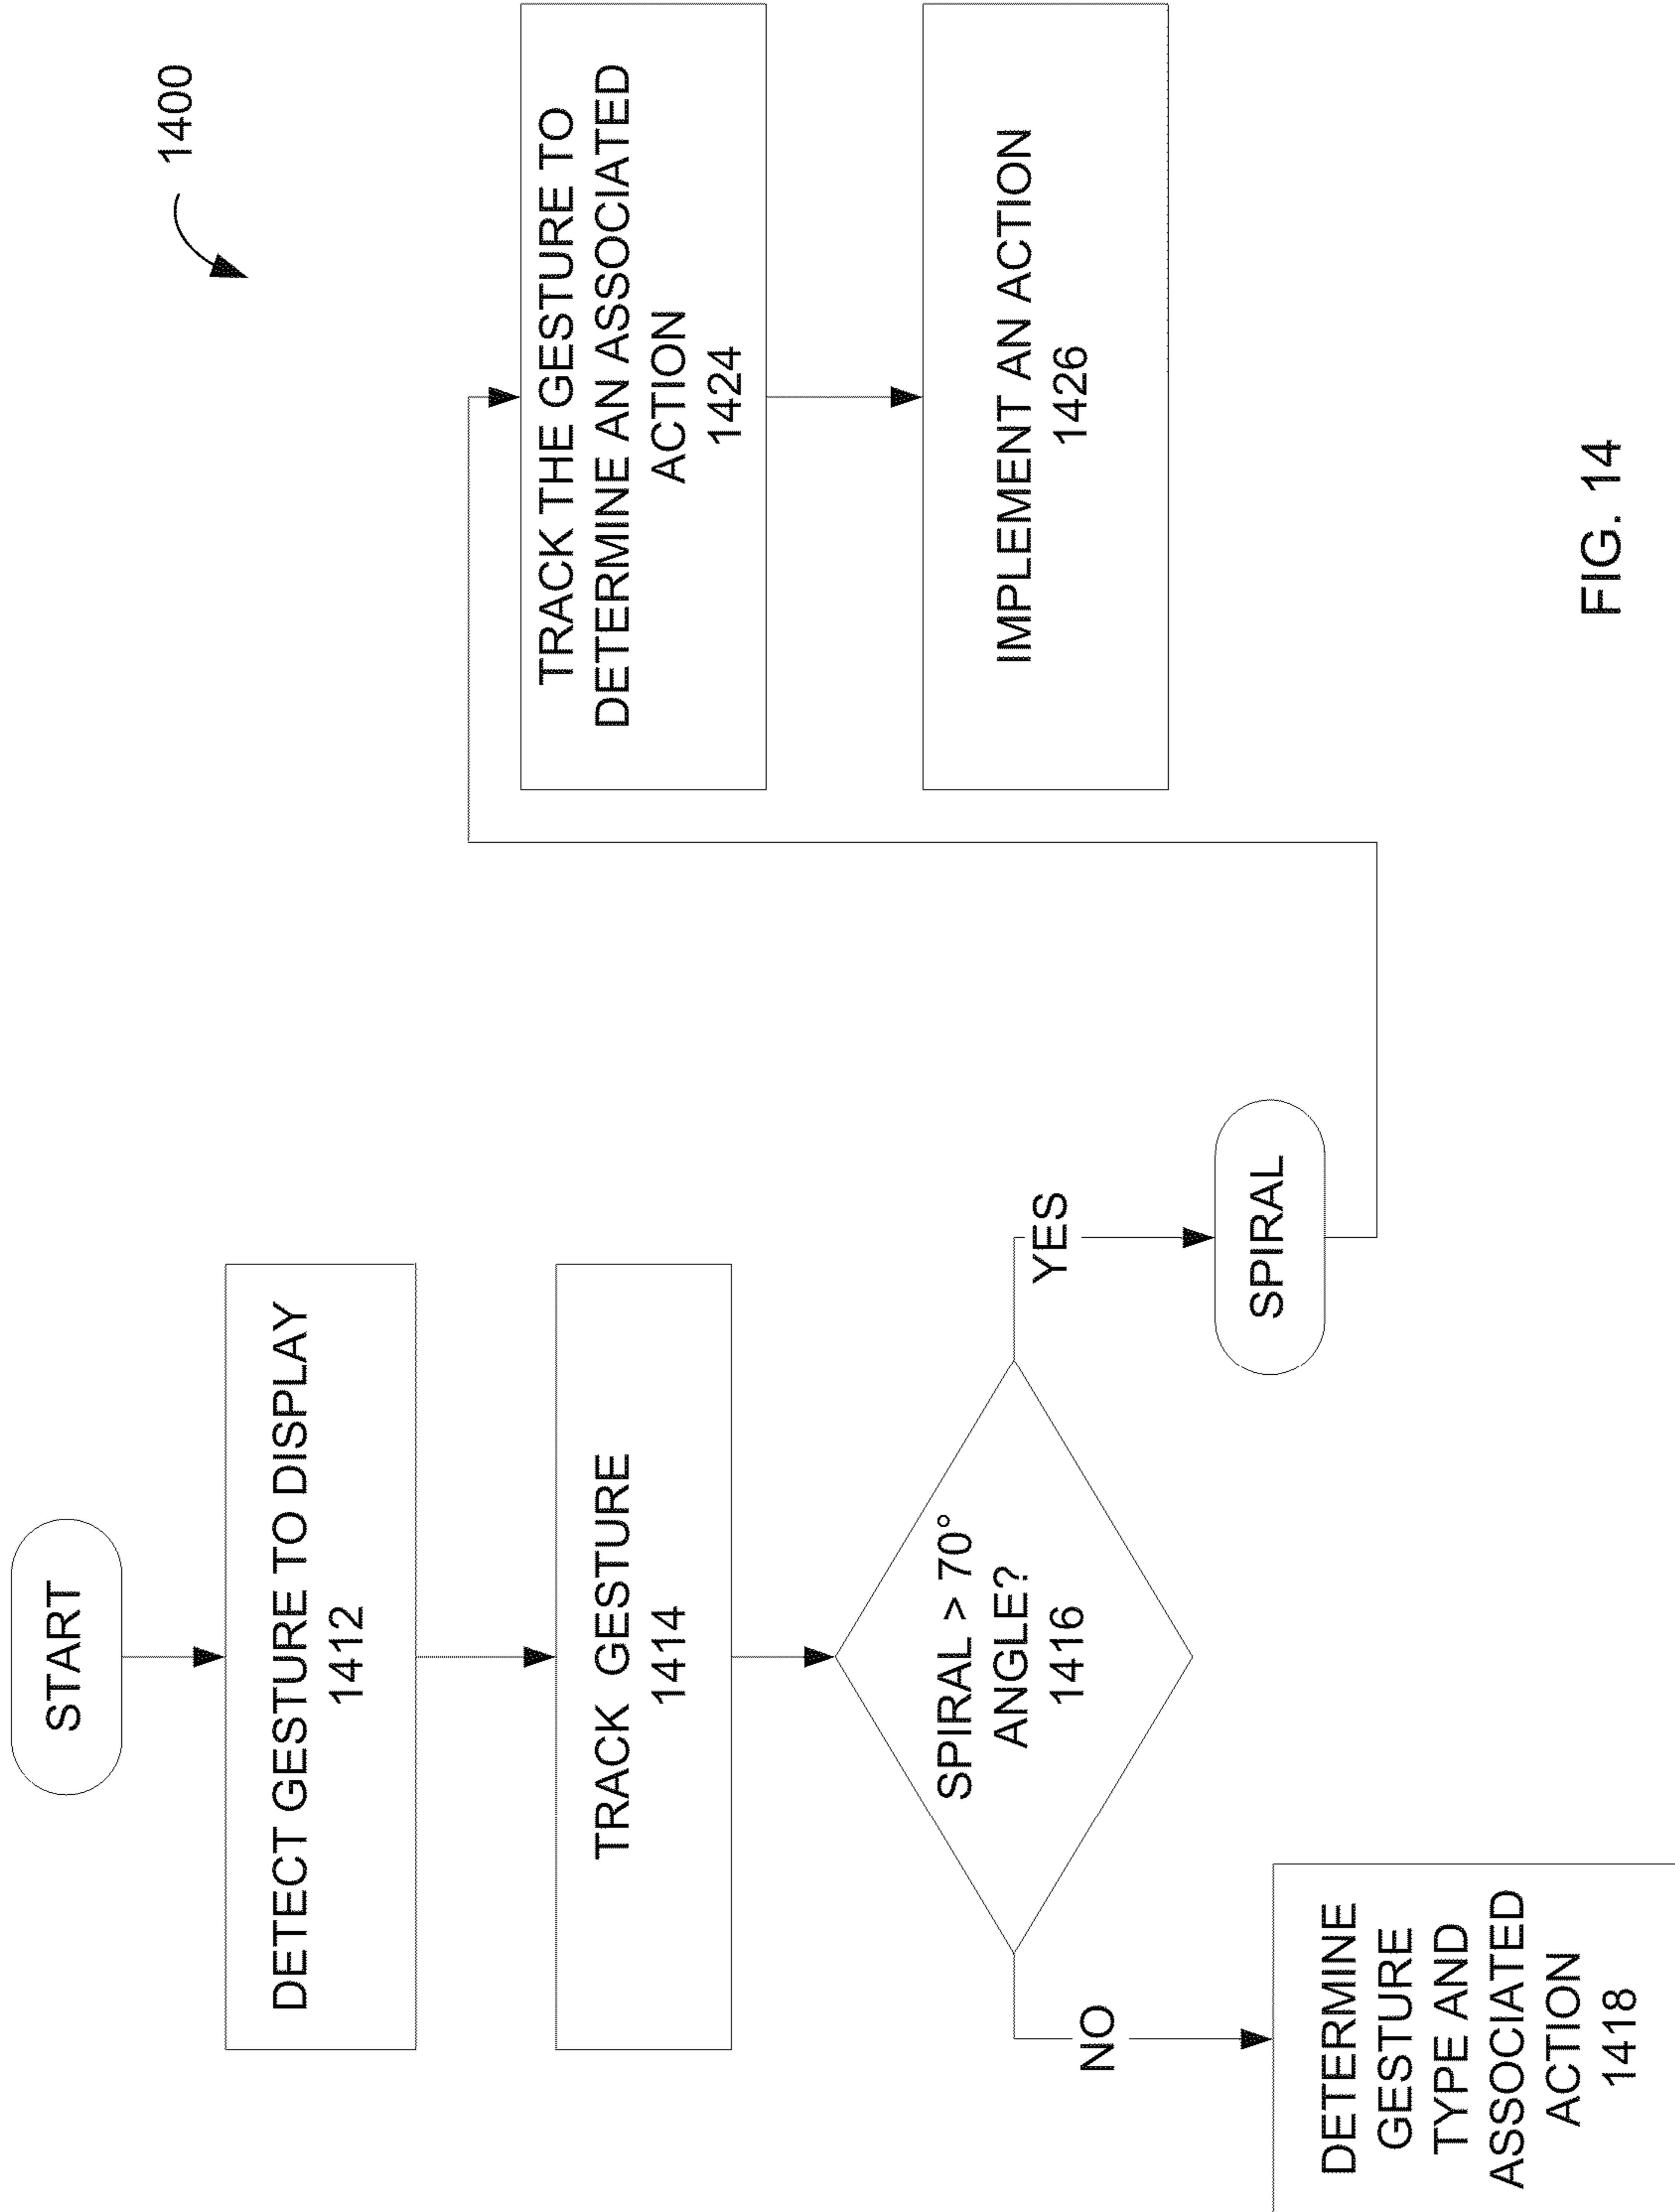 1400
START
DETECT GESTURE TO DISPLAY
1412
TRACK GESTURE
1414
SPIRAL > 70°
ANGLE?
1416
NO
YES
DETERMINE
GESTURE
TYPE AND
ASSOCIATED
ACTION
1418
SPIRAL
TRACK THE GESTURE TO
DETERMINE AN ASSOCIATED
ACTION
1424
IMPLEMENT AN ACTION
1426
FIG. 14